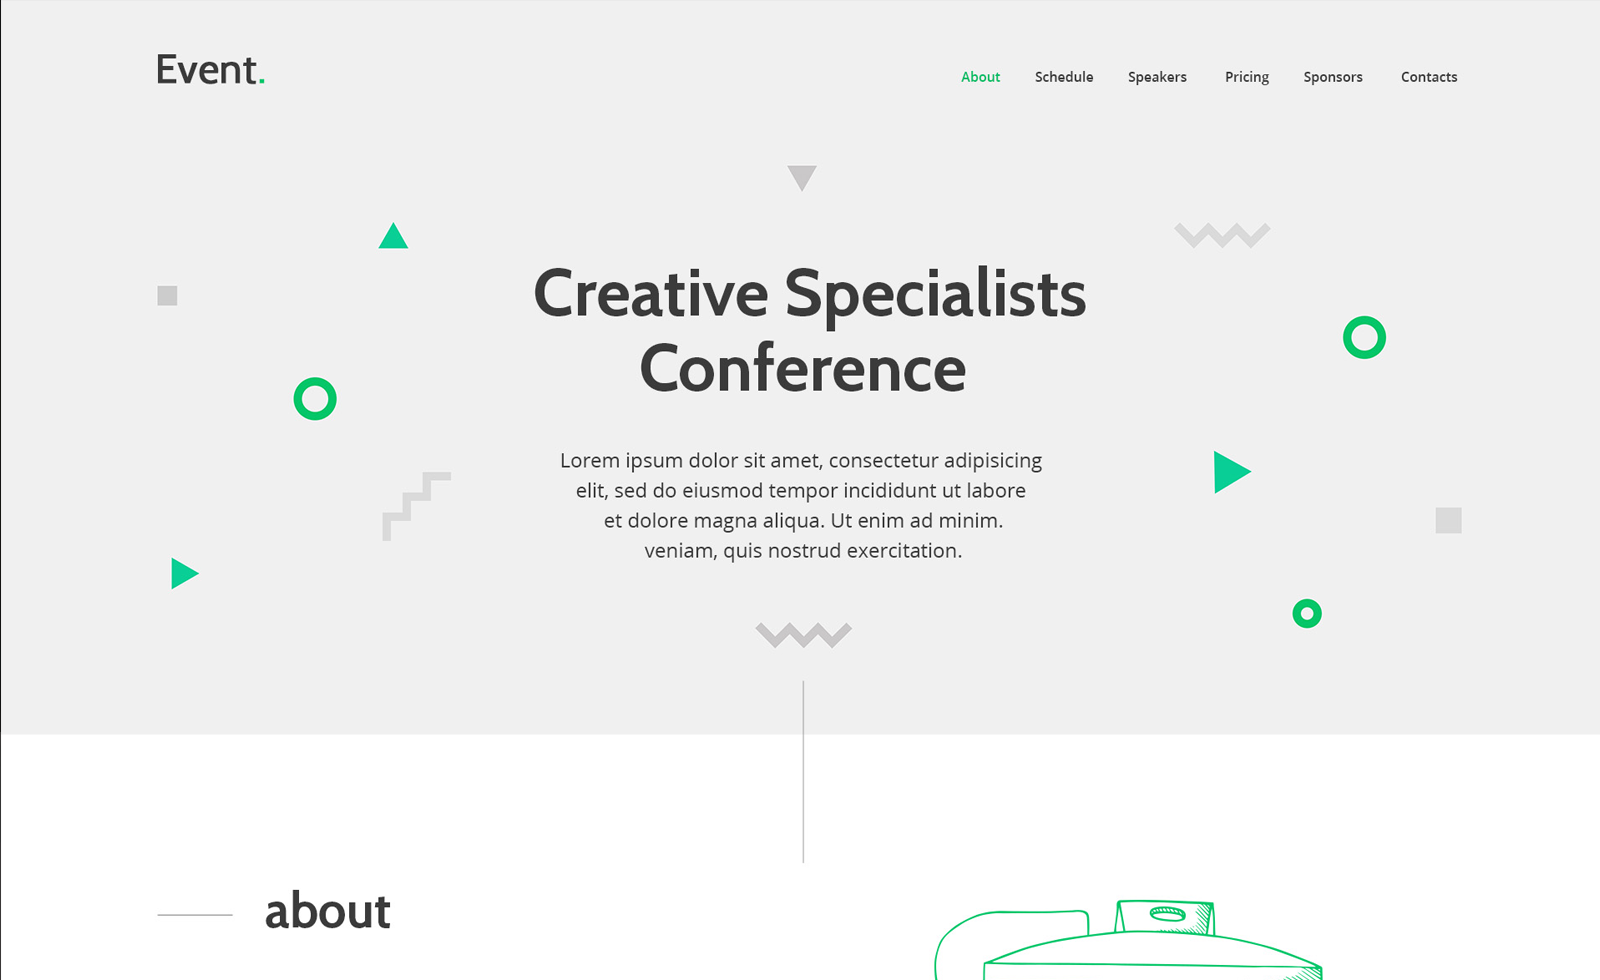 Event.
About Schedule Speakers Pricing Sponsors Contacts
Creative Specialists
Conference
Lorem ipsum dolor sit amet, consectetur adipisicing
elit, sed do eiusmod tempor incididunt ut labore
et dolore magna aliqua. Ut enim ad minim.
veniam, quis nostrud exercitation.
about